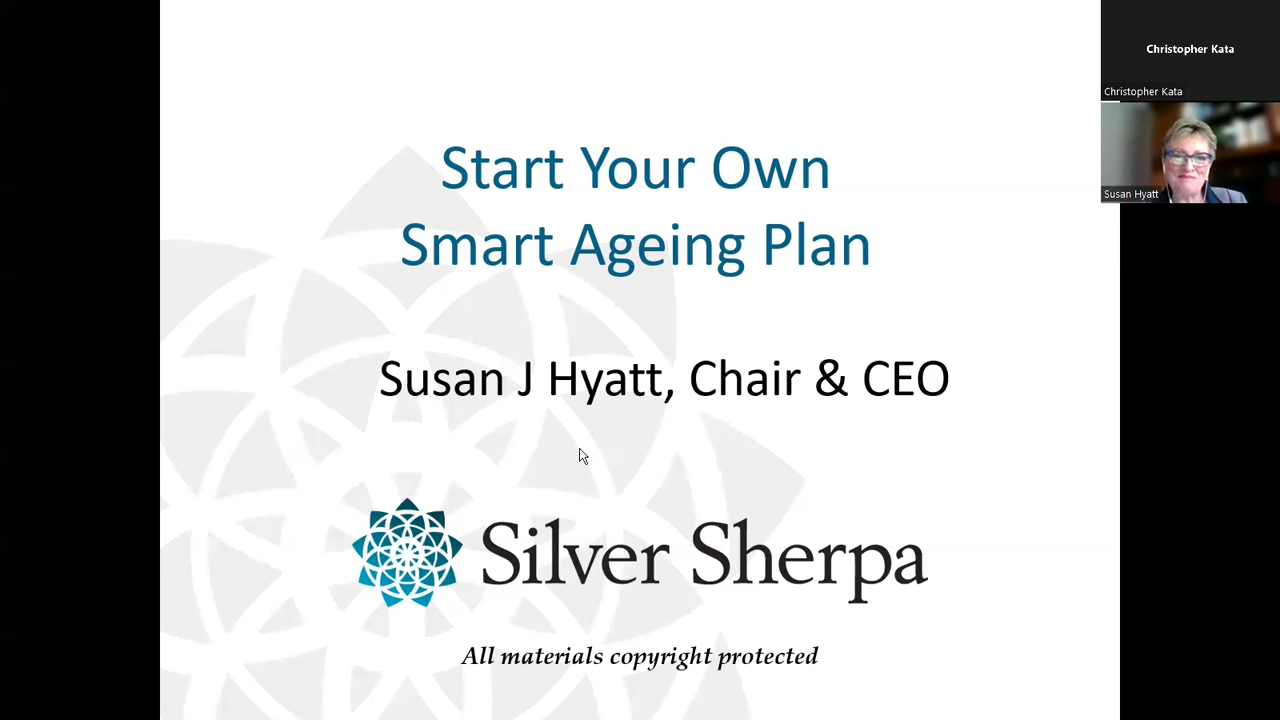 Start Your Own
Smart Ageing Plan
Susan J Hyatt, Chair & CEO
Silver Sherpa
All materials copyright protected
Christopher Kata
Christopher Kata
Susan Hyatt